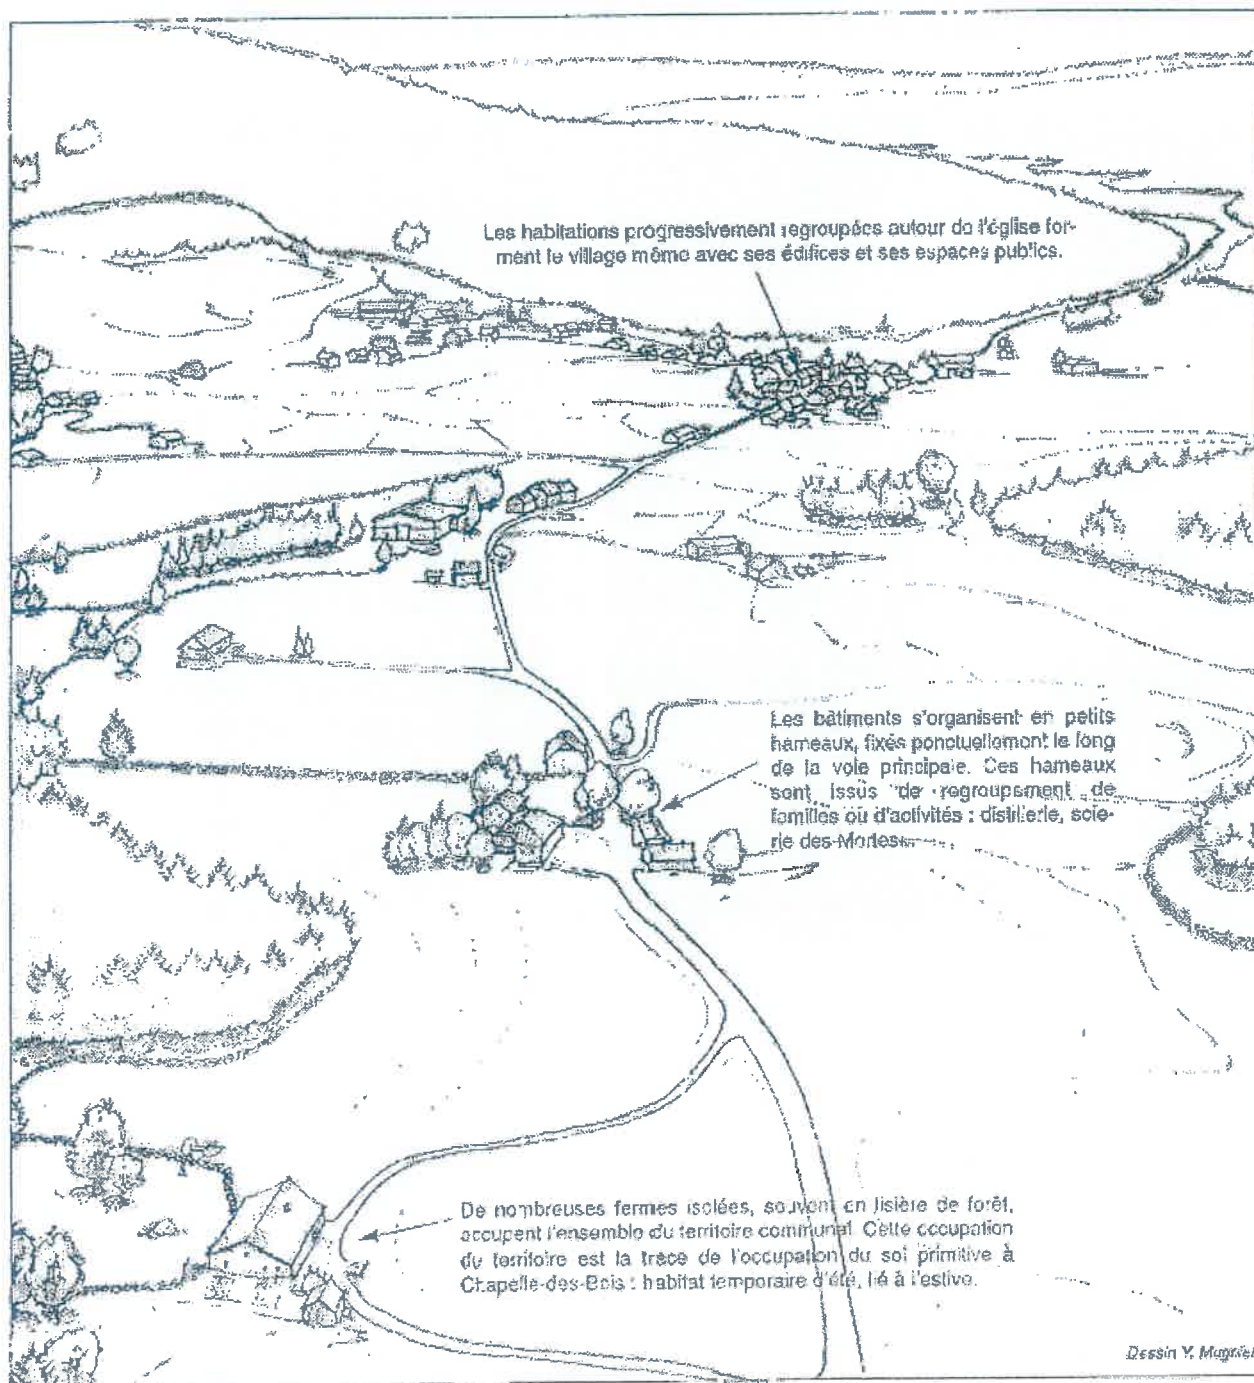 Les habitations progressivement regroupées autour de l'église for-
ment le village même avec ses édifices et ses espaces publics.
Les bâtiments s'organisent en petits
hameaux, fixés ponctuellement le long
de la voie principale. Ces hameaux
sont issus de regroupement de
familles ou d'activités : distillerie, scie-
rie des Mortes
De nombreuses fermes isolées, souvent en lisière de forêt,
occupent l'ensemble du territoire communal. Cette occupation
du territoire est la trace de l'occupation du sol primitive à
Chapelle-des-Bois : habitat temporaire d'été, lié à l'estive.
Dessin Y. Mugnier